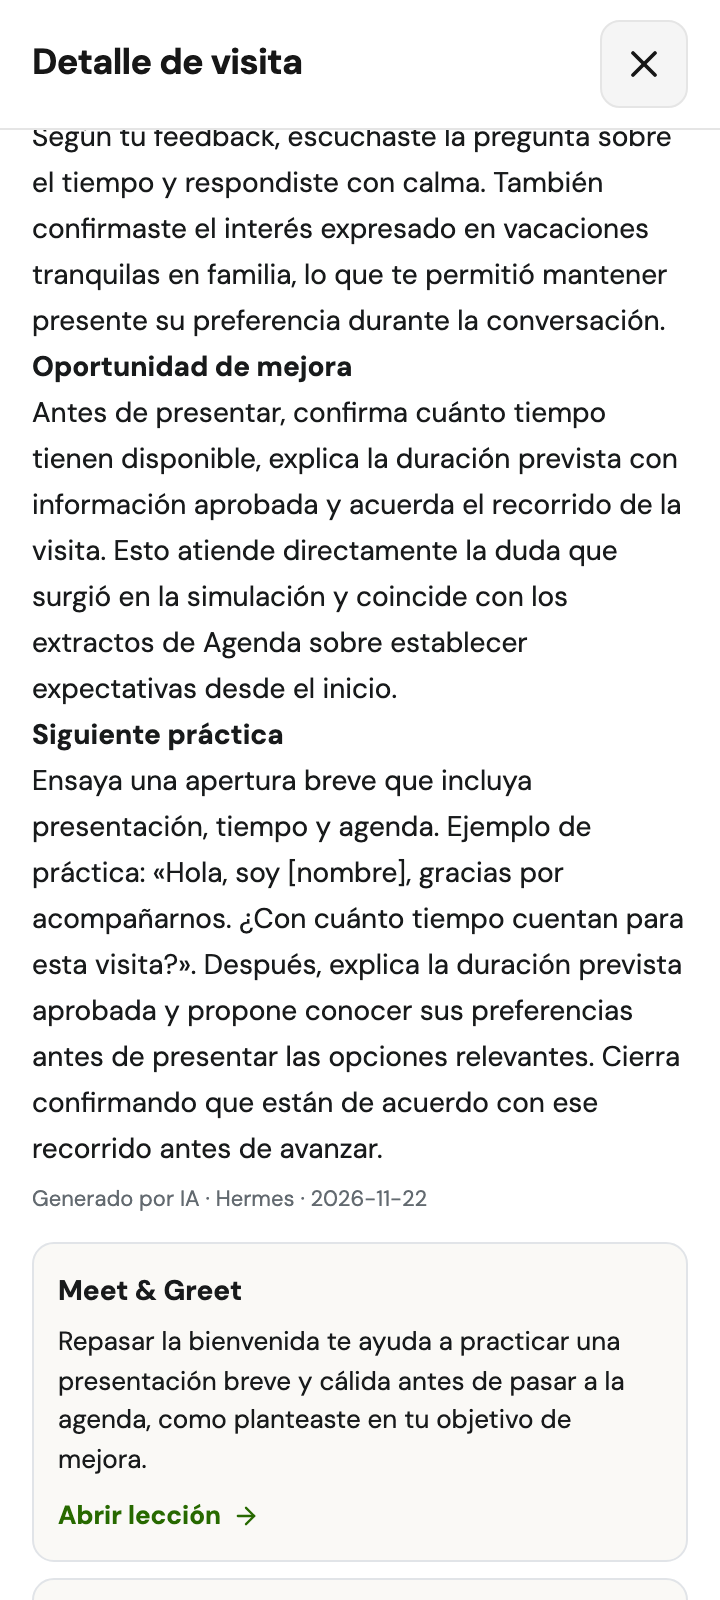 Detalle de visita
Según tu feedback, escuchaste la pregunta sobre
el tiempo y respondiste con calma. También
confirmaste el interés expresado en vacaciones
tranquilas en familia, lo que te permitió mantener
presente su preferencia durante la conversación.
Oportunidad de mejora
Antes de presentar, confirma cuánto tiempo
tienen disponible, explica la duración prevista con
información aprobada y acuerda el recorrido de la
visita. Esto atiende directamente la duda que
surgió en la simulación y coincide con los
extractos de Agenda sobre establecer
expectativas desde el inicio.
Siguiente práctica
Ensaya una apertura breve que incluya
presentación, tiempo y agenda. Ejemplo de
práctica: «Hola, soy [nombre], gracias por
acompañarnos. ¿Con cuánto tiempo cuentan para
esta visita?». Después, explica la duración prevista
aprobada y propone conocer sus preferencias
antes de presentar las opciones relevantes. Cierra
confirmando que están de acuerdo con ese
recorrido antes de avanzar.
Generado por IA · Hermes · 2026-11-22
Meet & Greet
Repasar la bienvenida te ayuda a practicar una
presentación breve y cálida antes de pasar a la
agenda, como planteaste en tu objetivo de
mejora.
Abrir lección →